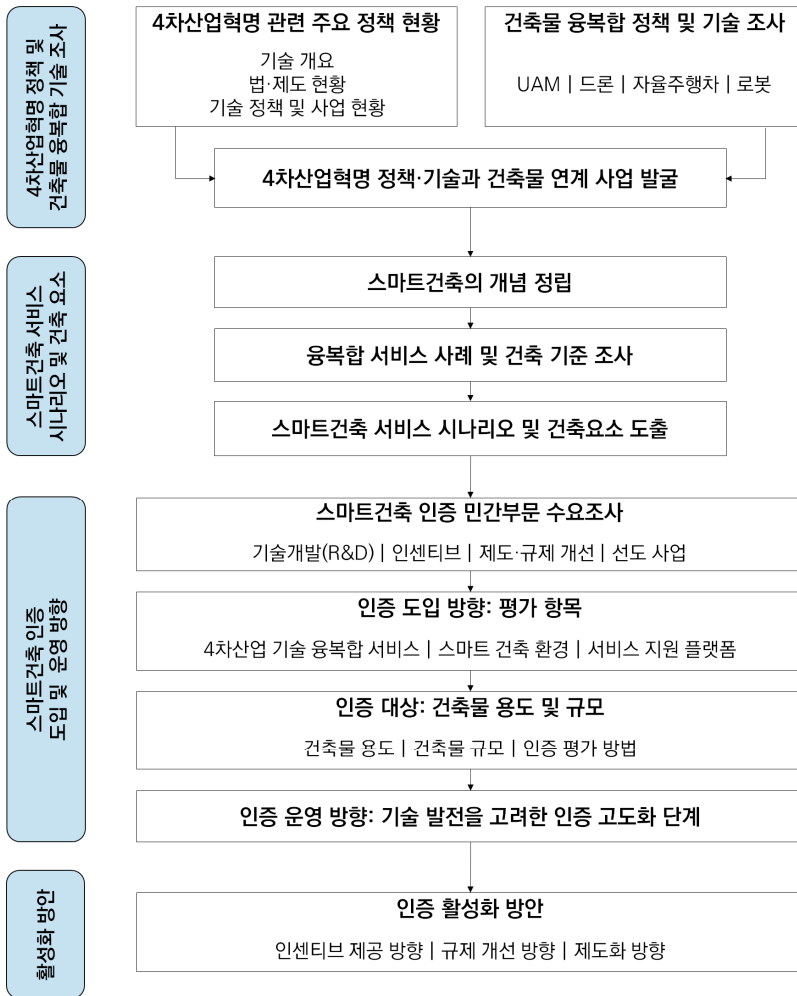 4차산업혁명 정책 및
건축물 융복합 기술 조사
4차산업혁명 관련 주요 정책 현황
기술 개요
법·제도 현황
기술 정책 및 사업 현황
건축물 융복합 정책 및 기술 조사
UAM | 드론 | 자율주행차 | 로봇
4차산업혁명 정책·기술과 건축물 연계 사업 발굴
스마트건축 서비스
시나리오 및 건축 요소
스마트건축의 개념 정립
융복합 서비스 사례 및 건축 기준 조사
스마트건축 서비스 시나리오 및 건축요소 도출
스마트건축 인증
도입 및 운영 방향
스마트건축 인증 민간부문 수요조사
기술개발(R&D) | 인센티브 | 제도·규제 개선 | 선도 사업
인증 도입 방향: 평가 항목
4차산업 기술 융복합 서비스 | 스마트 건축 환경 | 서비스 지원 플랫폼
인증 대상: 건축물 용도 및 규모
건축물 용도 | 건축물 규모 | 인증 평가 방법
인증 운영 방향: 기술 발전을 고려한 인증 고도화 단계
활성화 방안
인증 활성화 방안
인센티브 제공 방향 | 규제 개선 방향 | 제도화 방향